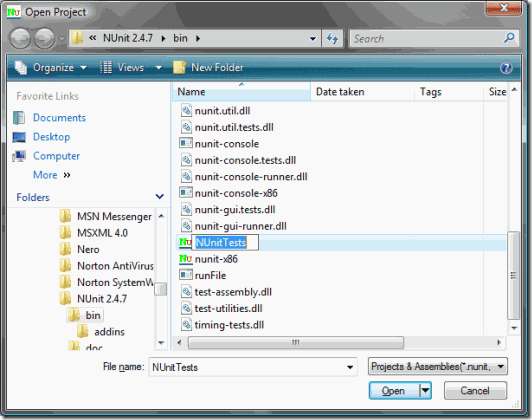 Open Project
NUnit 2.4.7
bin
Search
Organize
Views
New Folder
?
Favorite Links
Documents
Desktop
Computer
More »
Folders
MSN Messenger
MSXML 4.0
Nero
Norton AntiVirus
Norton SystemW
NUnit 2.4.7
bin
addins
doc
Name
Date taken
Tags
Size
nunit.util.dll
nunit.util.tests.dll
nunit-console
nunit-console.tests.dll
nunit-console-runner.dll
nunit-console-x86
nunit-gui.tests.dll
nunit-gui-runner.dll
NUnitTests
nunit-x86
runFile
test-assembly.dll
test-utilities.dll
timing-tests.dll
File name: NUnitTests
Projects & Assemblies(*.nunit,
Open
Cancel